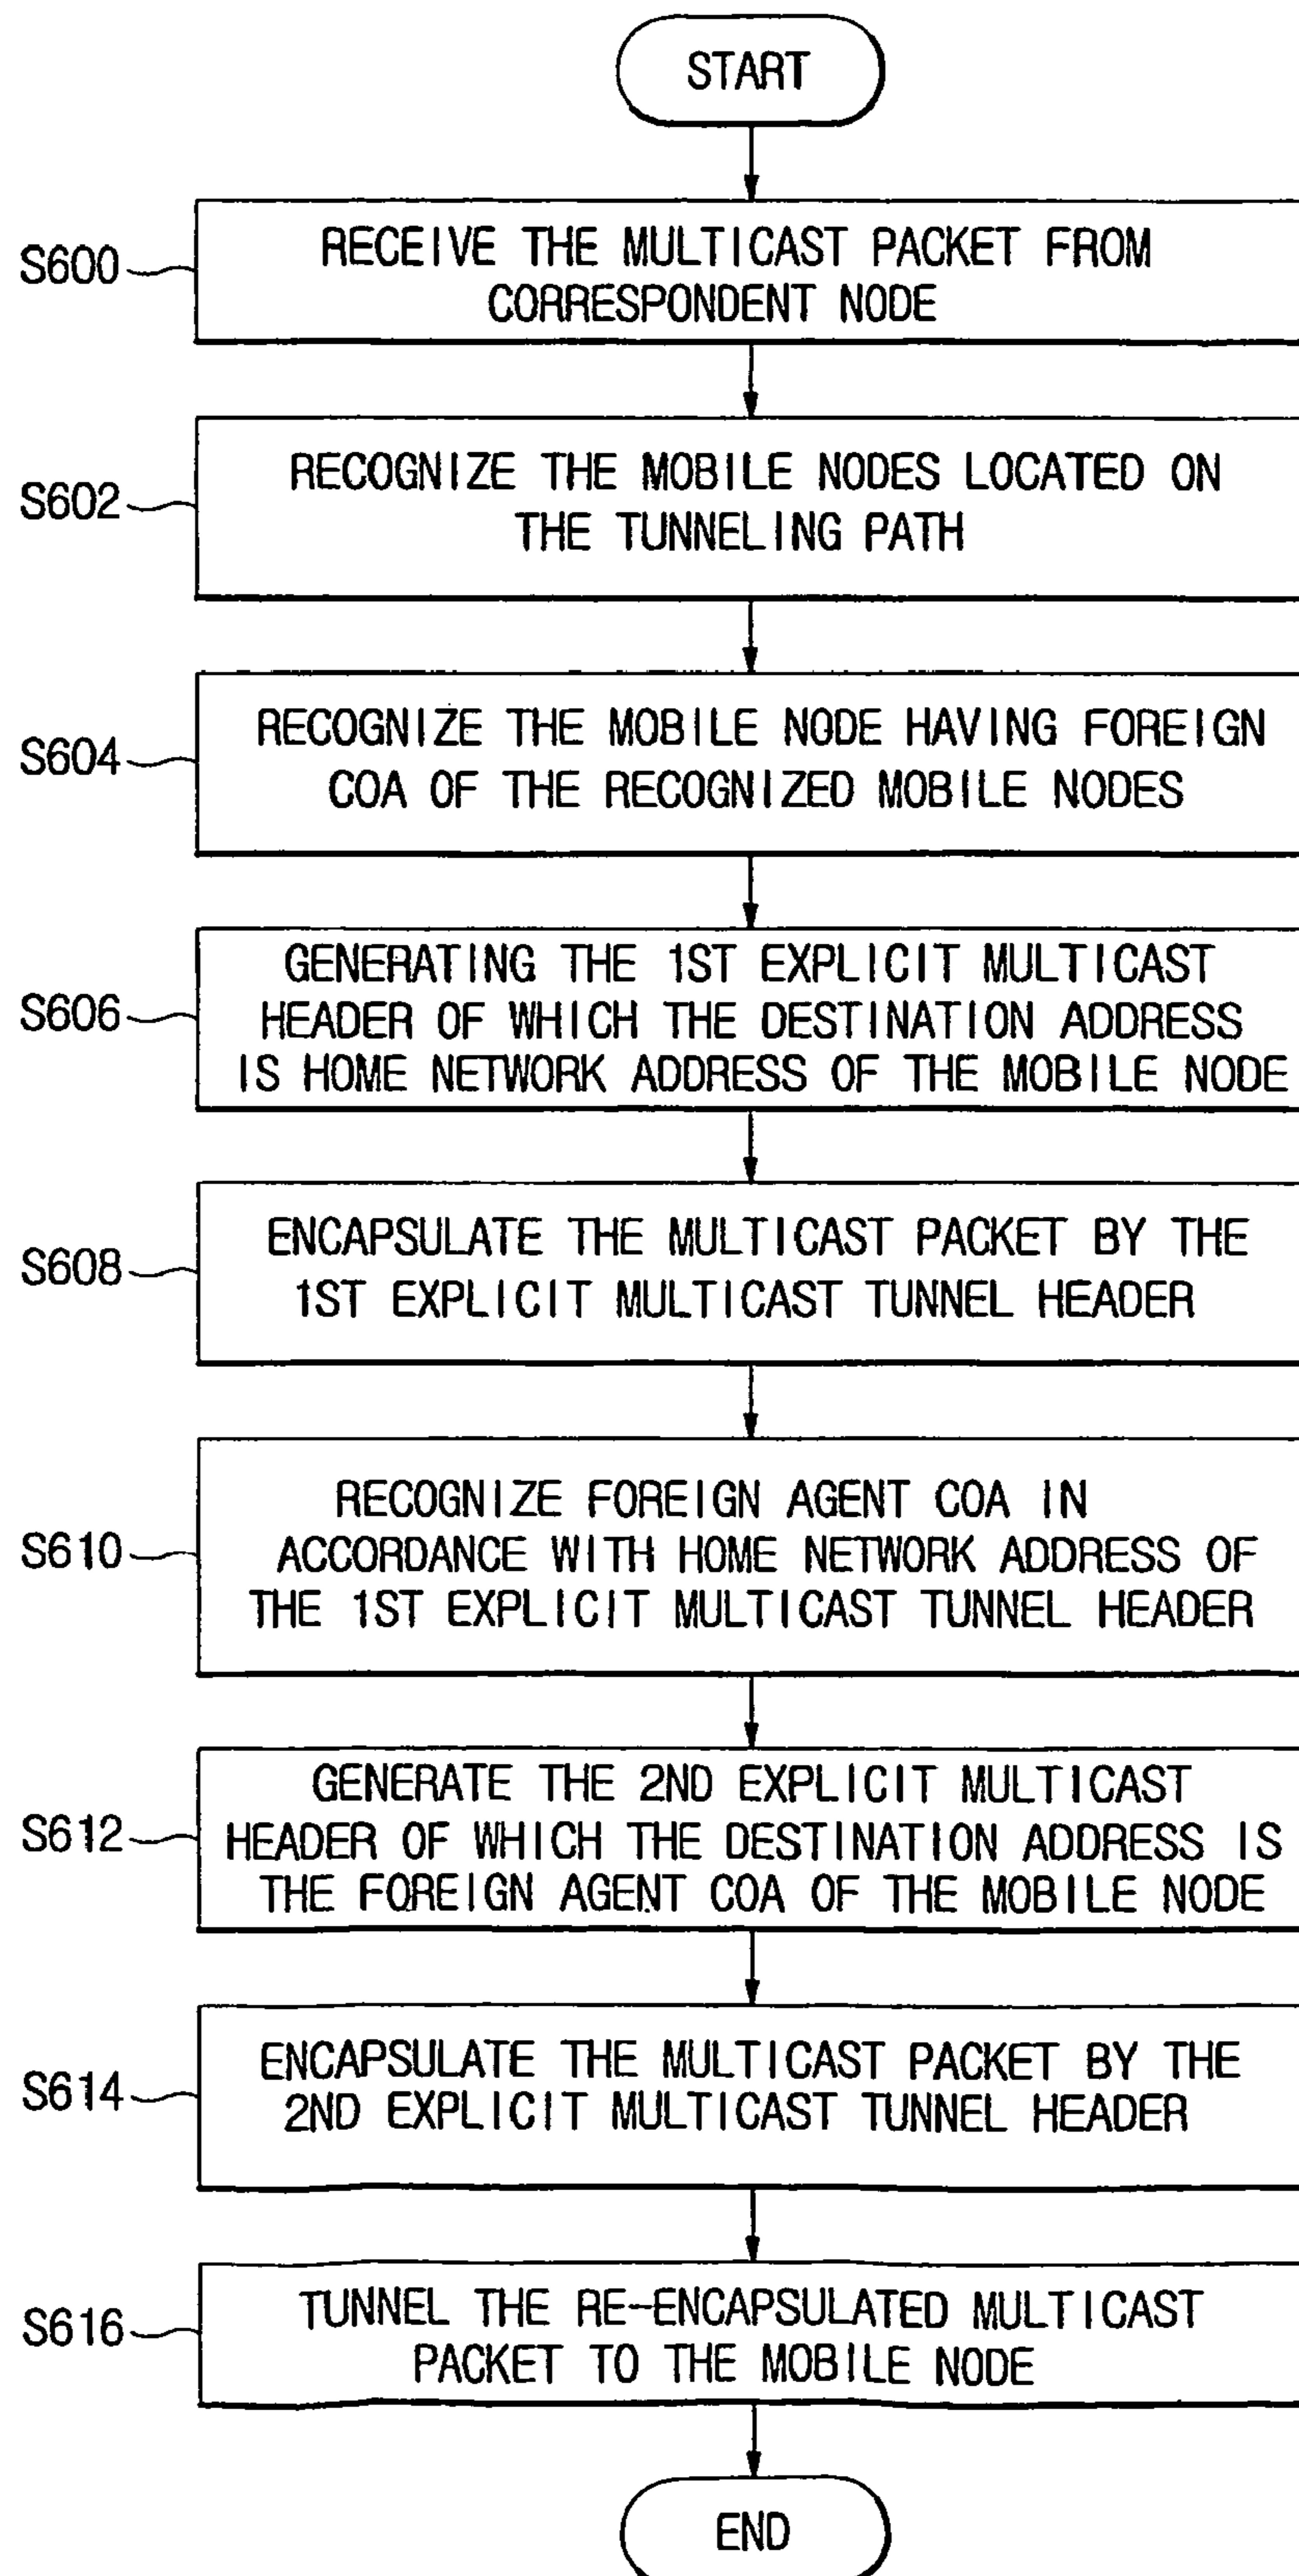 START
S600
RECEIVE THE MULTICAST PACKET FROM
CORRESPONDENT NODE
S602
RECOGNIZE THE MOBILE NODES LOCATED ON
THE TUNNELING PATH
S604
RECOGNIZE THE MOBILE NODE HAVING FOREIGN
COA OF THE RECOGNIZED MOBILE NODES
S606
GENERATING THE 1ST EXPLICIT MULTICAST
HEADER OF WHICH THE DESTINATION ADDRESS
IS HOME NETWORK ADDRESS OF THE MOBILE NODE
S608
ENCAPSULATE THE MULTICAST PACKET BY THE
1ST EXPLICIT MULTICAST TUNNEL HEADER
S610
RECOGNIZE FOREIGN AGENT COA IN
ACCORDANCE WITH HOME NETWORK ADDRESS OF
THE 1ST EXPLICIT MULTICAST TUNNEL HEADER
S612
GENERATE THE 2ND EXPLICIT MULTICAST
HEADER OF WHICH THE DESTINATION ADDRESS IS
THE FOREIGN AGENT COA OF THE MOBILE NODE
S614
ENCAPSULATE THE MULTICAST PACKET BY THE
2ND EXPLICIT MULTICAST TUNNEL HEADER
S616
TUNNEL THE RE-ENCAPSULATED MULTICAST
PACKET TO THE MOBILE NODE
END